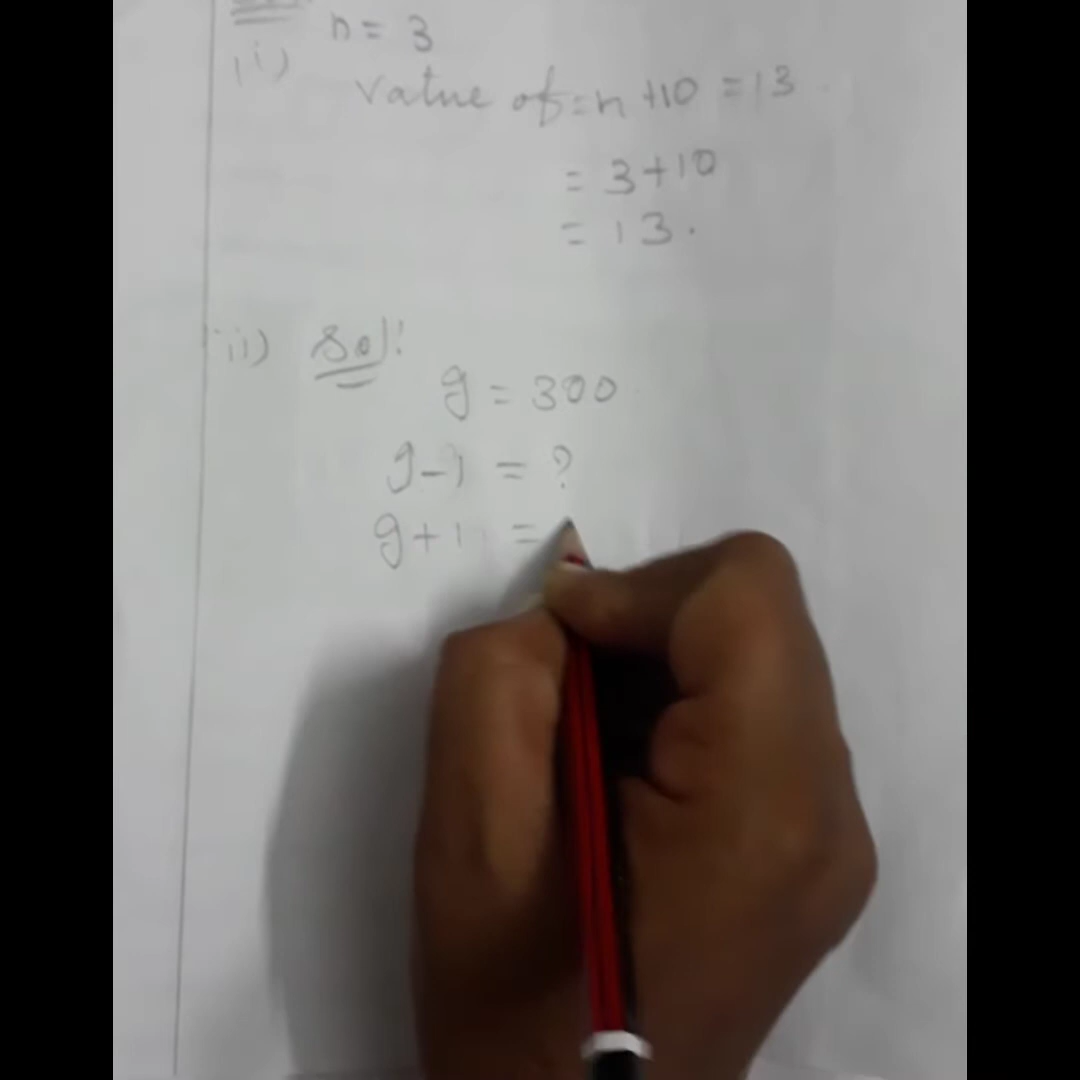 n = 3
(i)
Value of = n +10 = 13.
= 3+10
= 13.
ii) Sol:
g = 300
g-1 = ?
g+1 =